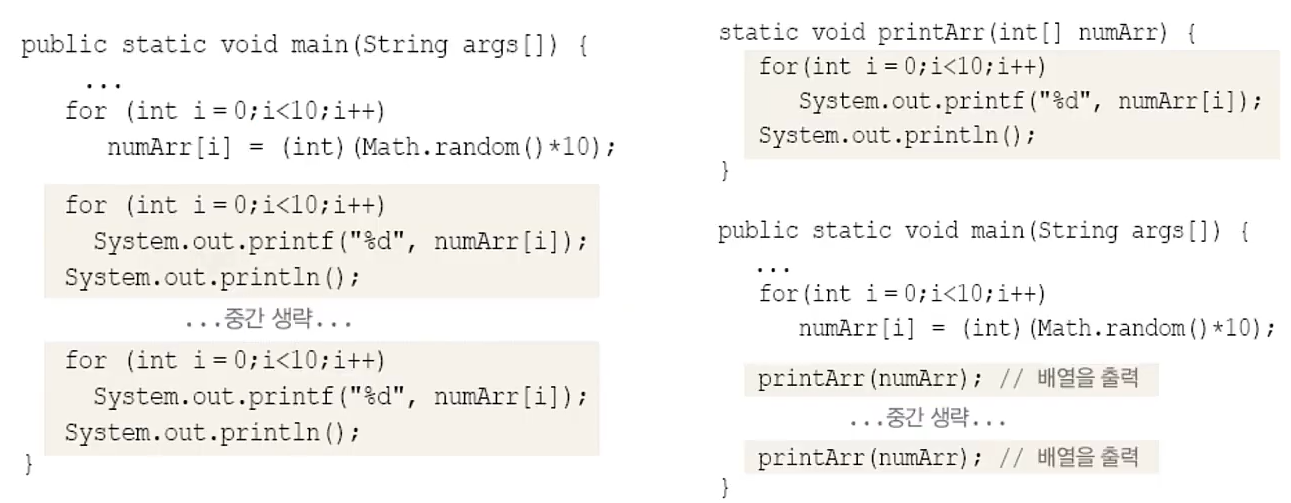 public static void main(String args[]) {
...
for (int i=0;i<10;i++)
numArr[i] = (int)(Math.random()*10);
for (int i=0;i<10;i++)
System.out.printf("%d", numArr[i]);
System.out.println();
...중간 생략...
for (int i=0;i<10;i++)
System.out.printf("%d", numArr[i]);
System.out.println();
}
static void printArr(int[] numArr) {
for(int i=0;i<10;i++)
System.out.printf("%d", numArr[i]);
System.out.println();
}
public static void main(String args[]) {
...
for(int i=0;i<10;i++)
numArr[i] = (int)(Math.random()*10);
printArr(numArr); // 배열을 출력
...중간 생략...
printArr(numArr); // 배열을 출력
}